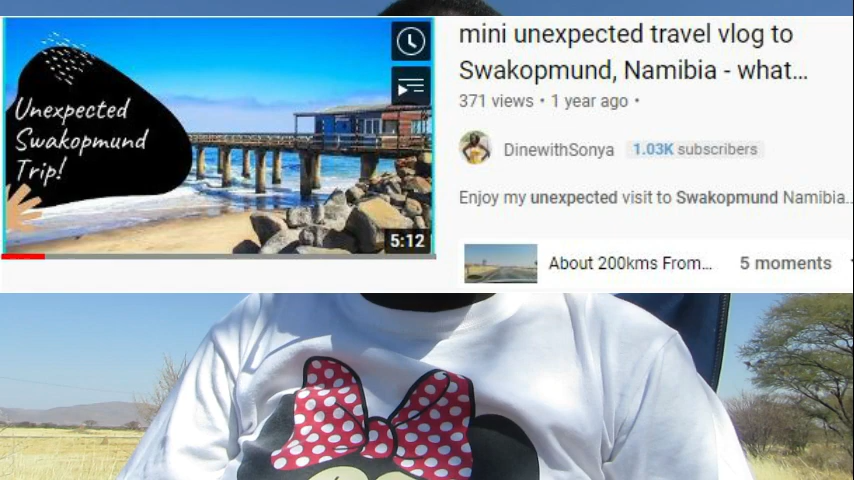 Unexpected
Swakopmund
Trip!
5:12
mini unexpected travel vlog to
Swakopmund, Namibia - what...
371 views • 1 year ago •
DinewithSonya 1.03K subscribers
Enjoy my unexpected visit to Swakopmund Namibia...
About 200kms From... 5 moments